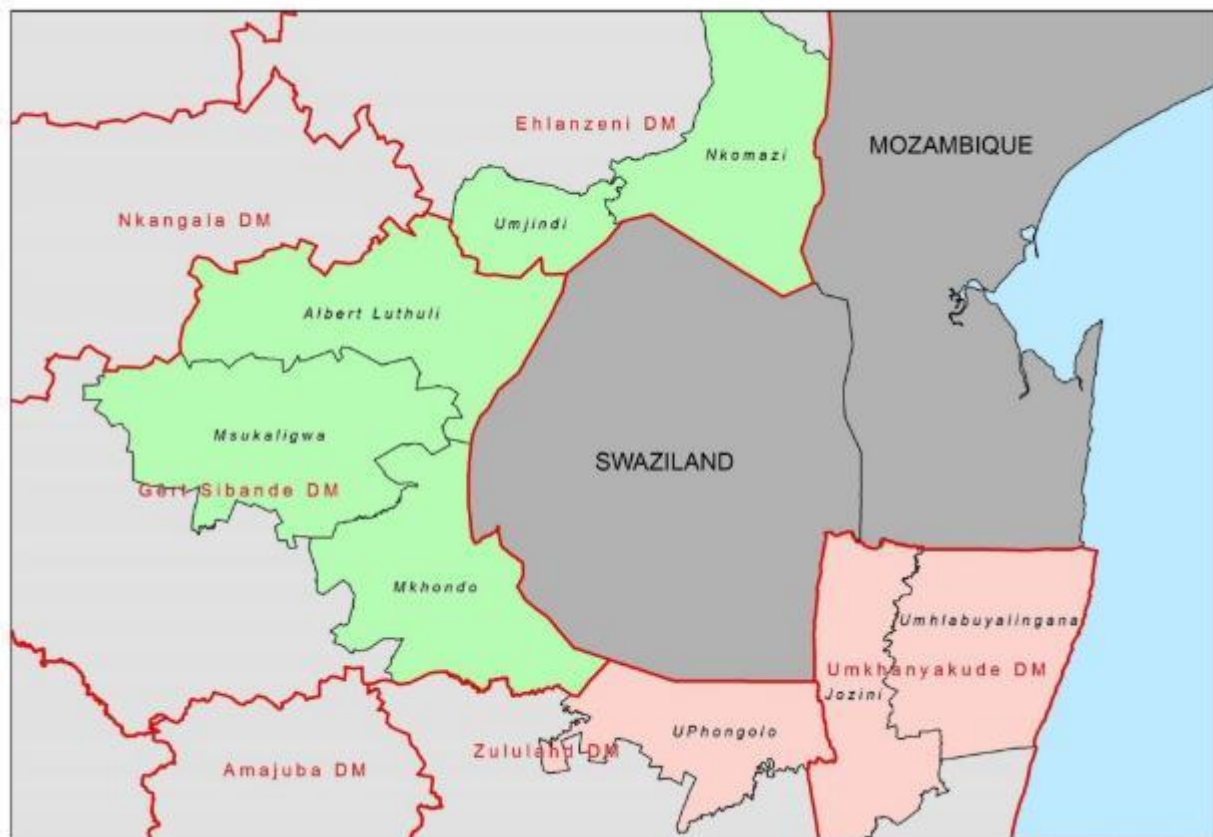 Ehlanzeni DM
MOZAMBIQUE
Nkomazi
Nkangala DM
Umjindi
Albert Luthuli
Msukaligwa
SWAZILAND
Gert Sibande DM
Mkhondo
Umhlabuyalingana
Umkhanyakude DM
Jozini
UPhongolo
Zululand DM
Amajuba DM